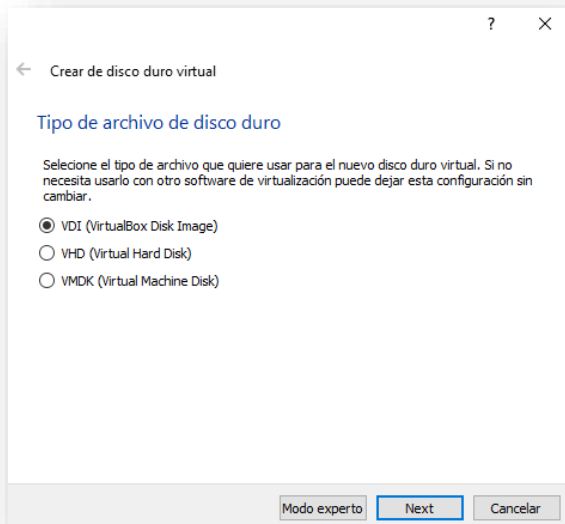 ?
Crear de disco duro virtual
Tipo de archivo de disco duro
Seleccione el tipo de archivo que quiere usar para el nuevo disco duro virtual. Si no
necesita usarlo con otro software de virtualización puede dejar esta configuración sin
cambiar.
VDI (VirtualBox Disk Image)
VHD (Virtual Hard Disk)
VMDK (Virtual Machine Disk)
Modo experto Next Cancelar